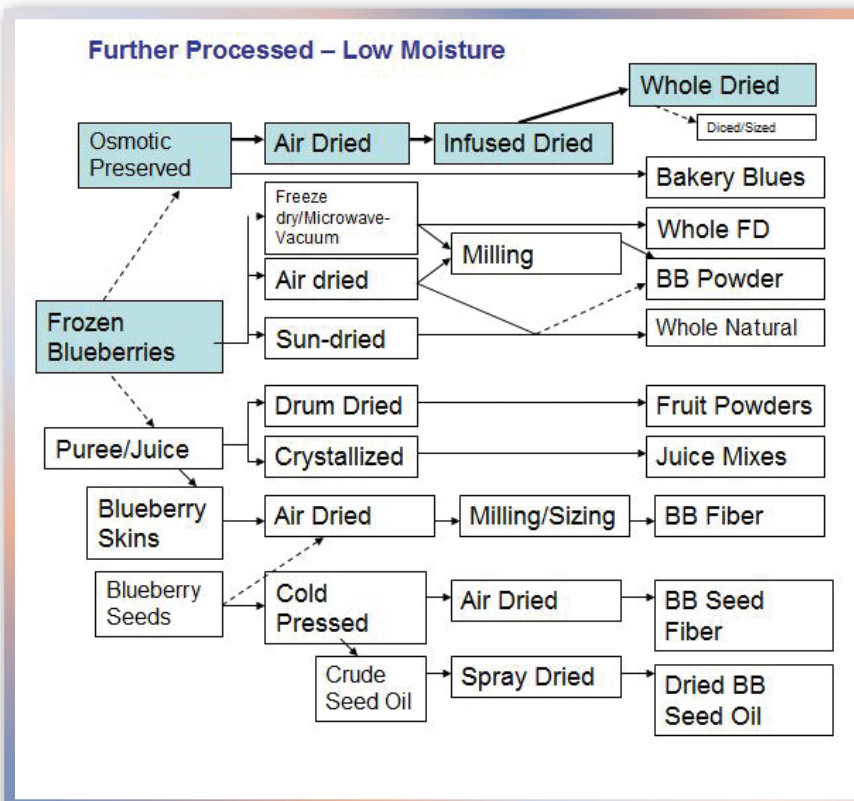 Further Processed – Low Moisture
Whole Dried
Diced/Sized
Osmotic
Preserved
Air Dried
Infused Dried
Bakery Blues
Freeze
dry/Microwave-
Vacuum
Whole FD
Milling
Air dried
BB Powder
Frozen
Blueberries
Sun-dried
Whole Natural
Drum Dried
Fruit Powders
Puree/Juice
Crystallized
Juice Mixes
Blueberry
Skins
Air Dried
Milling/Sizing
BB Fiber
Blueberry
Seeds
Cold
Pressed
Air Dried
BB Seed
Fiber
Crude
Seed Oil
Spray Dried
Dried BB
Seed Oil